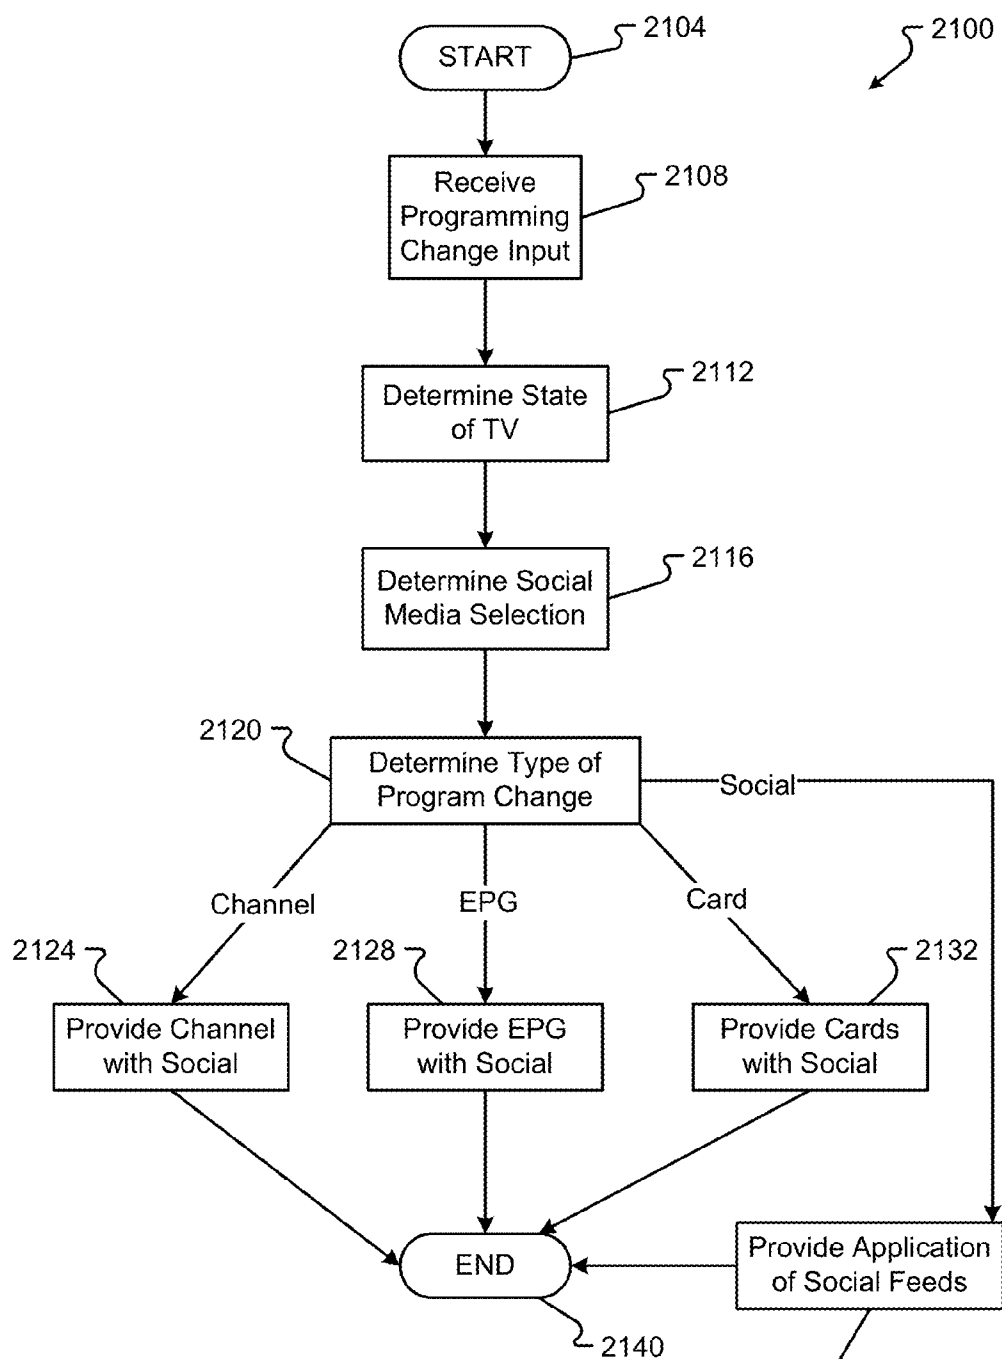 START
2104
2100
Receive
Programming
Change Input
2108
Determine State
of TV
2112
Determine Social
Media Selection
2116
2120
Determine Type of
Program Change
Social
Channel
EPG
Card
2124
2128
2132
Provide Channel
with Social
Provide EPG
with Social
Provide Cards
with Social
END
Provide Application
of Social Feeds
2140